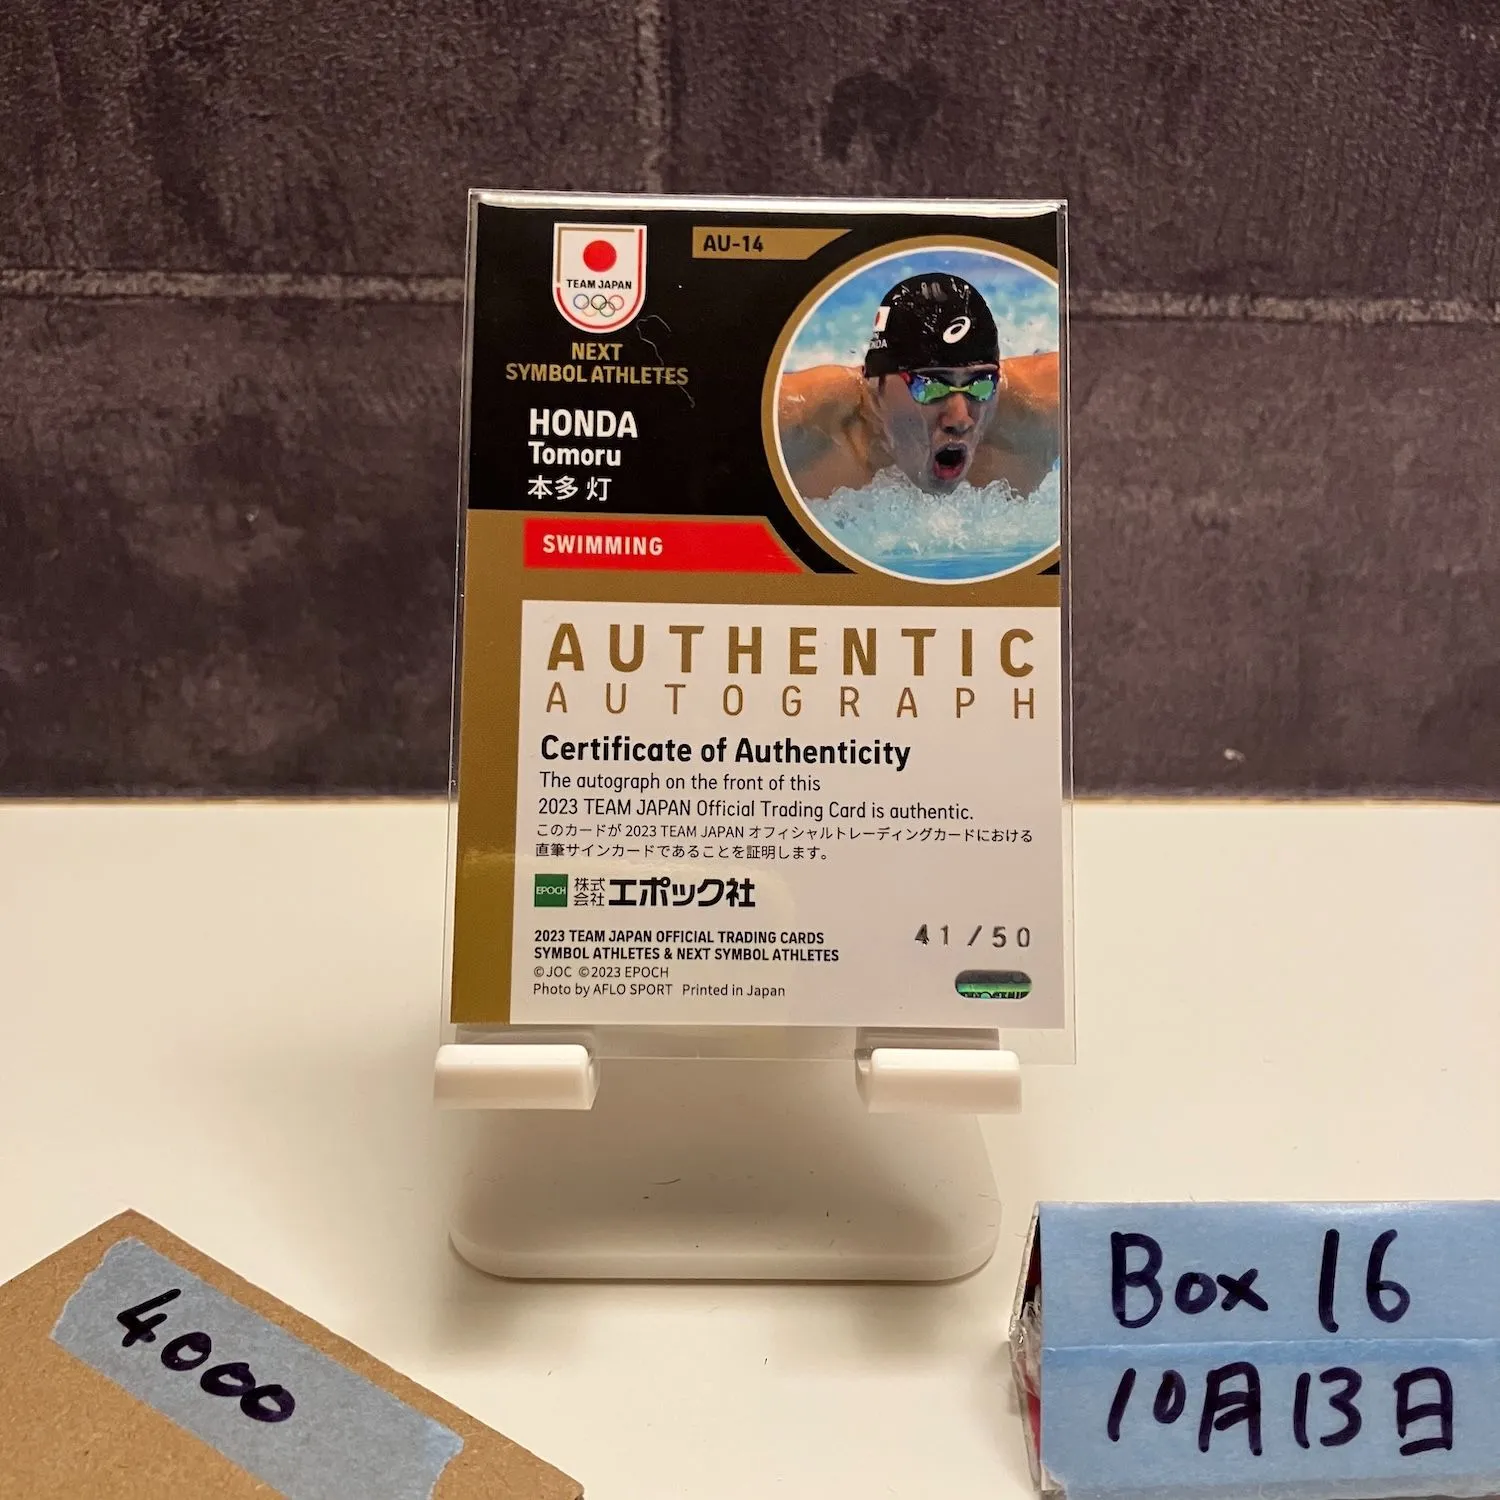 AU-14
TEAM JAPAN
NEXT
SYMBOL ATHLETES
HONDA
Tomoru
本多 灯
SWIMMING
AUTHENTIC
AUTOGRAPH
Certificate of Authenticity
The autograph on the front of this
2023 TEAM JAPAN Official Trading Card is authentic.
このカードが 2023 TEAM JAPAN オフィシャルトレーディングカードにおける
直筆サインカードであることを証明します。
EPOCH 株式会社 エポック社
2023 TEAM JAPAN OFFICIAL TRADING CARDS
SYMBOL ATHLETES & NEXT SYMBOL ATHLETES
©JOC ©2023 EPOCH
Photo by AFLO SPORT Printed in Japan
41/50
4000
Box 16
10月13日